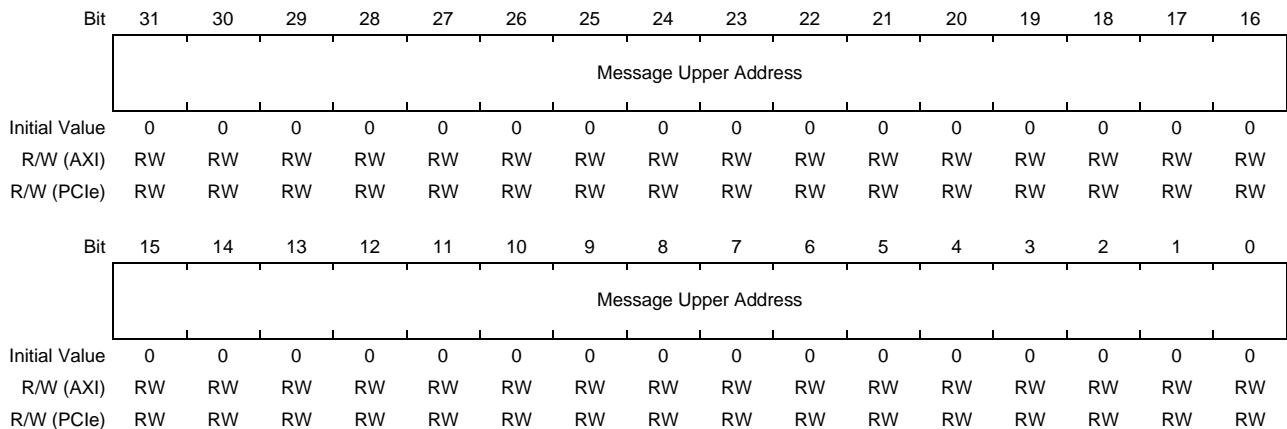 Bit 31 30 29 28 27 26 25 24 23 22 21 20 19 18 17 16
Message Upper Address
Initial Value 0 0 0 0 0 0 0 0 0 0 0 0 0 0 0 0
R/W (AXI) RW RW RW RW RW RW RW RW RW RW RW RW RW RW RW RW
R/W (PCIe) RW RW RW RW RW RW RW RW RW RW RW RW RW RW RW RW
Bit 15 14 13 12 11 10 9 8 7 6 5 4 3 2 1 0
Message Upper Address
Initial Value 0 0 0 0 0 0 0 0 0 0 0 0 0 0 0 0
R/W (AXI) RW RW RW RW RW RW RW RW RW RW RW RW RW RW RW RW
R/W (PCIe) RW RW RW RW RW RW RW RW RW RW RW RW RW RW RW RW